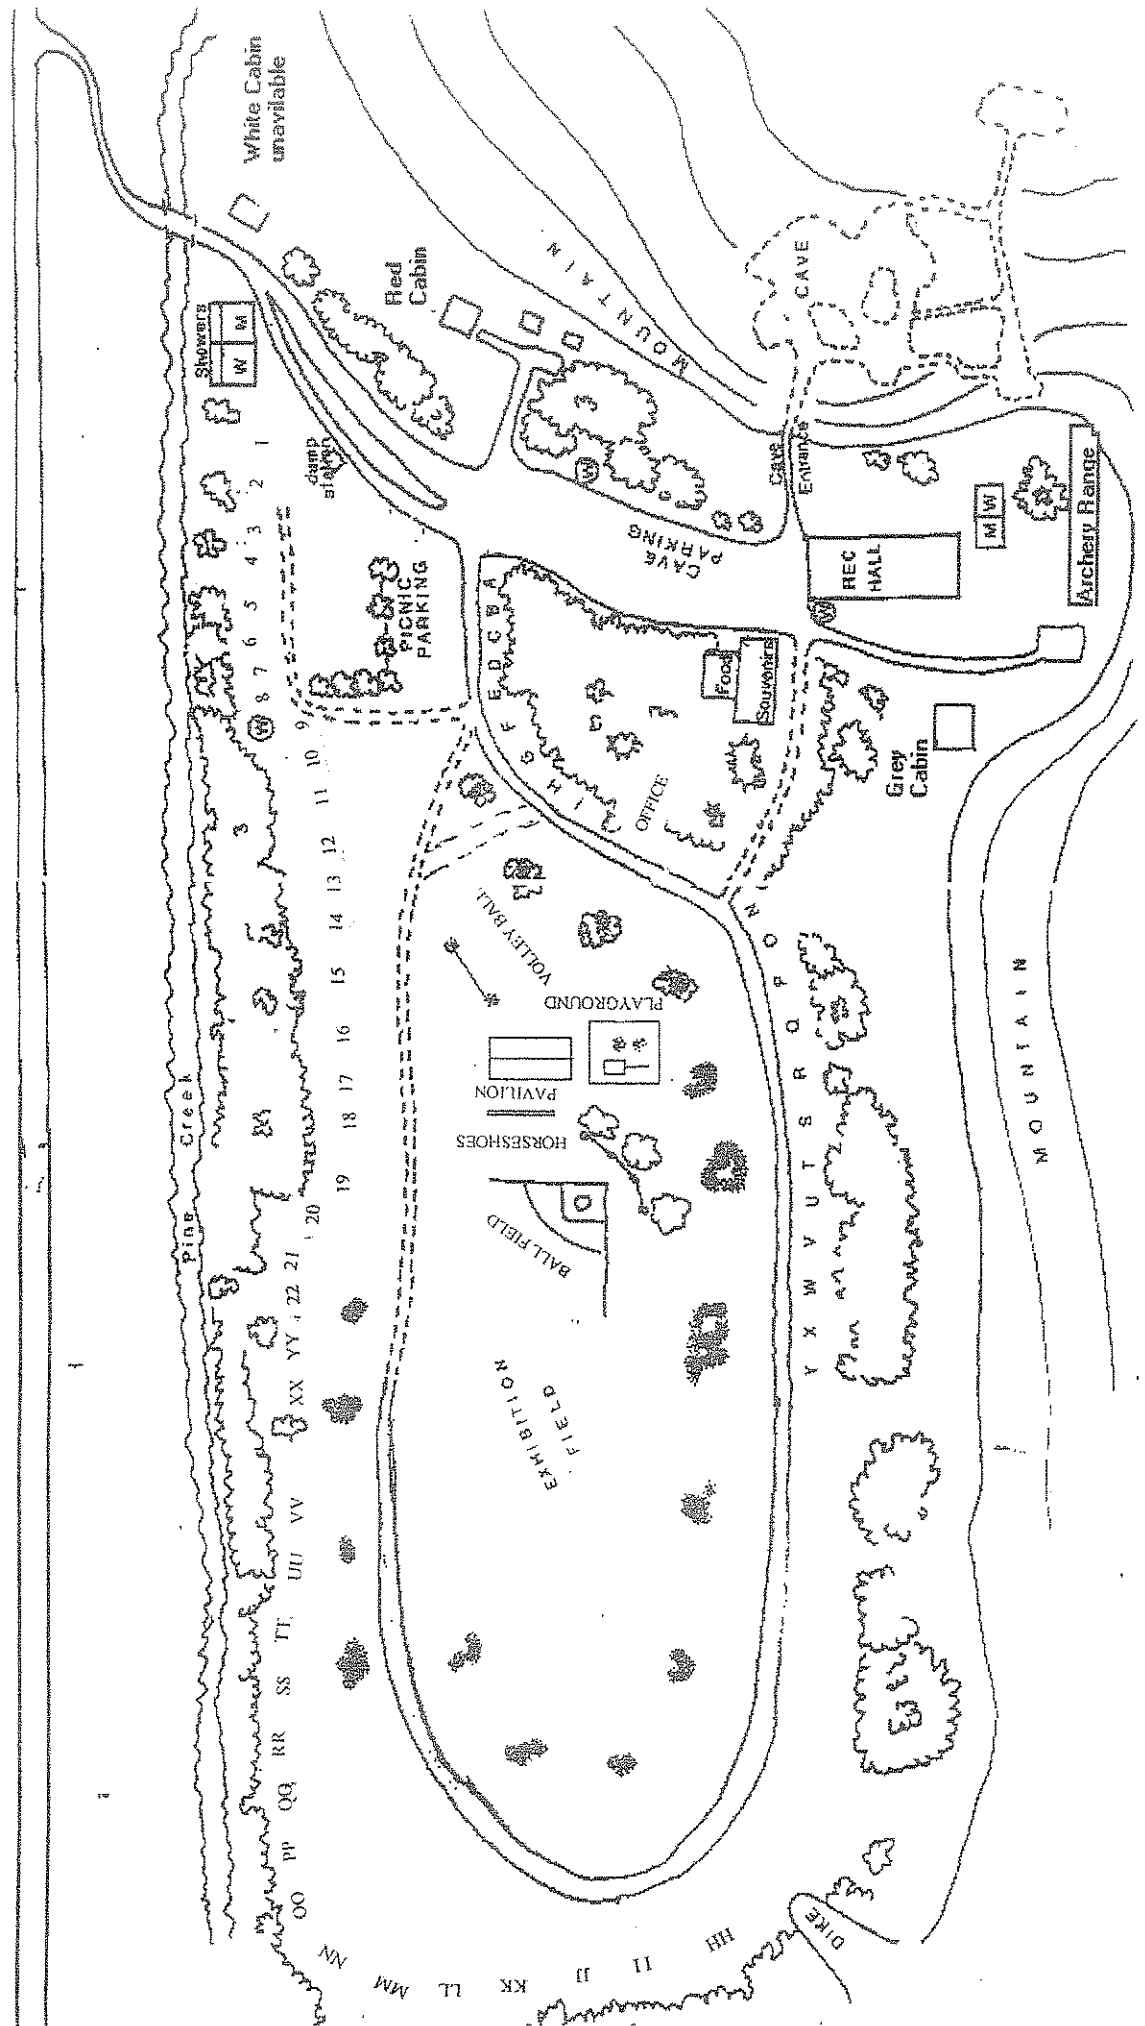 White Cabin
unavilable
Showers
W M
Red
Cabin
MOUNTAIN
CAVE
dump
station
1
2
3
4
5
6
7
8
9
10
11
12
13
14
15
16
17
18
19
20
21
22
YY
XX
VV
UU
TT
SS
RR
QQ
PP
OO
NN
MM
LL
KK
JJ
II
HH
W
PICNIC
PARKING
W
CAVE
PARKING
Cave
Entrance
REC
HALL
W
M W
Archery Range
A
B
C
D
E
F
G
H
I
Food
Souvenirs
OFFICE
Grey
Cabin
VOLLEY BALL
PLAYGROUND
PAVILION
HORSESHOES
BALL FIELD
EXHIBITION
FIELD
N
O
P
Q
R
S
T
U
V
W
X
Y
MOUNTAIN
Pine Creek
DIKE